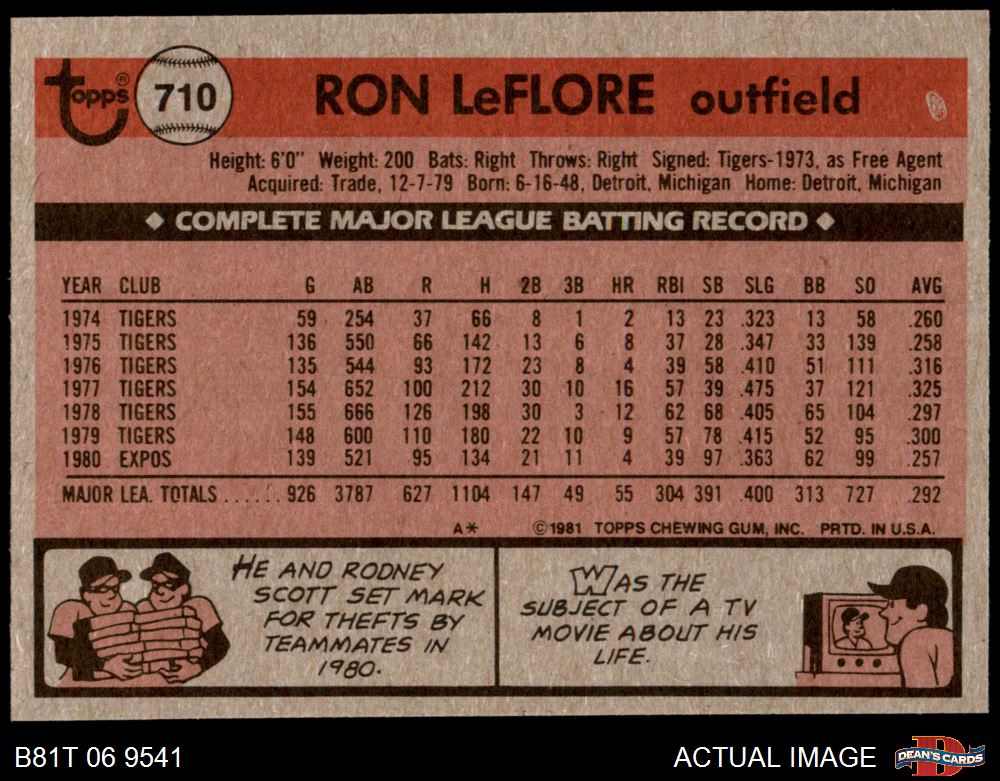 topps® 710 RON LeFLORE outfield
Height: 6'0" Weight: 200 Bats: Right Throws: Right Signed: Tigers-1973, as Free Agent
Acquired: Trade, 12-7-79 Born: 6-16-48, Detroit, Michigan Home: Detroit, Michigan
◆ COMPLETE MAJOR LEAGUE BATTING RECORD ◆
YEAR CLUB G AB R H 2B 3B HR RBI SB SLG BB SO AVG
1974 TIGERS 59 254 37 66 8 1 2 13 23 .323 13 58 .260
1975 TIGERS 136 550 66 142 13 6 8 37 28 .347 33 139 .258
1976 TIGERS 135 544 93 172 23 8 4 39 58 .410 51 111 .316
1977 TIGERS 154 652 100 212 30 10 16 57 39 .475 37 121 .325
1978 TIGERS 155 666 126 198 30 3 12 62 68 .405 65 104 .297
1979 TIGERS 148 600 110 180 22 10 9 57 78 .415 52 95 .300
1980 EXPOS 139 521 95 134 21 11 4 39 97 .363 62 99 .257
MAJOR LEA. TOTALS ...... 926 3787 627 1104 147 49 55 304 391 .400 313 727 .292
A* ©1981 TOPPS CHEWING GUM, INC. PRTD. IN U.S.A.
HE AND RODNEY
SCOTT SET MARK
FOR THEFTS BY
TEAMMATES IN
1980.
WAS THE
SUBJECT OF A TV
MOVIE ABOUT HIS
LIFE.
B81T 06 9541 ACTUAL IMAGE D DEAN'S CARDS